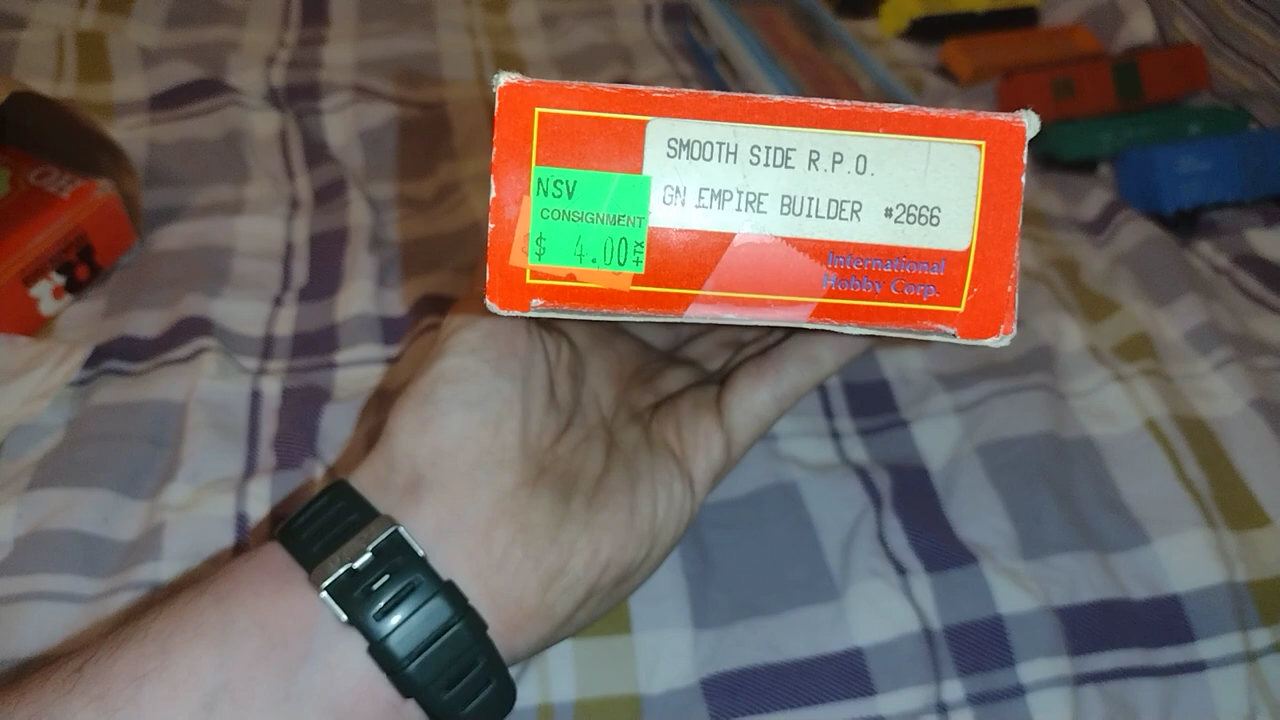 SMOOTH SIDE R.P.O.
GN EMPIRE BUILDER #2666
NSV
CONSIGNMENT
$ 4.00 +TX
International
Hobby Corp.